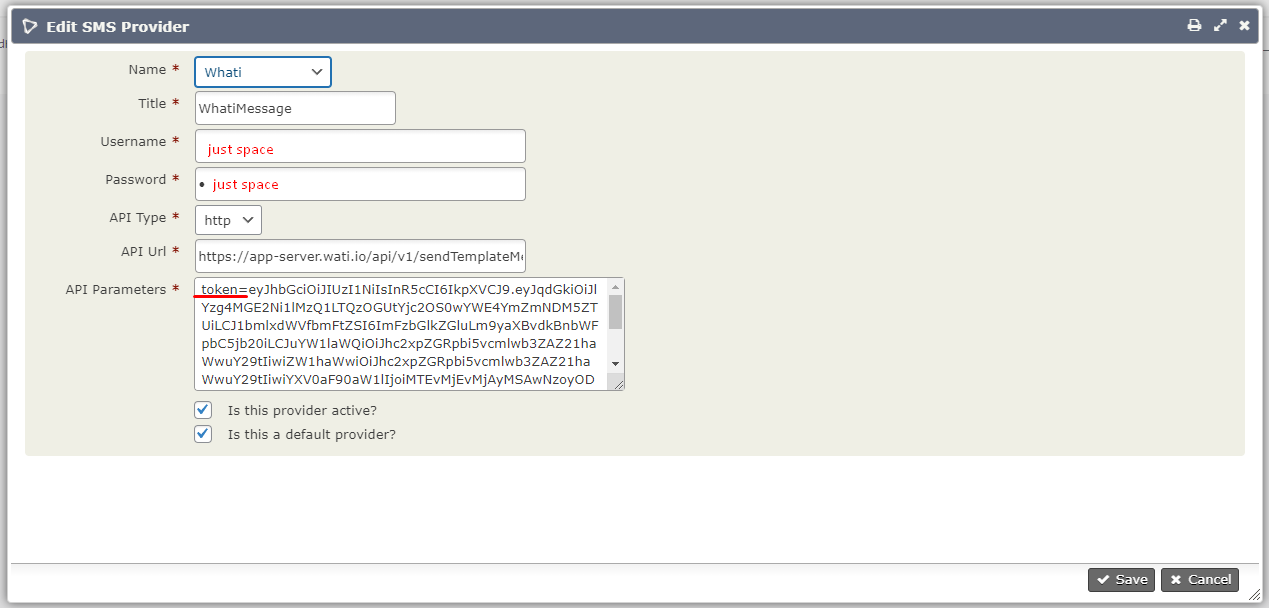 Edit SMS Provider
Name *
Whati
Title *
WhatiMessage
Username *
just space
Password *
• just space
API Type *
http
API Url *
https://app-server.wati.io/api/v1/sendTemplateMe
API Parameters *
token=eyJhbGciOiJIUzI1NiIsInR5cCI6IkpXVCJ9.eyJqdGkiOiJl
Yzg4MGE2Ni1lMzQ1LTQzOGUtYjc2OS0wYWE4YmZmNDM5ZT
UiLCJ1bmlxdWVfbmFtZSI6ImFzbGlkZGluLm9yaXBvdkBnbWF
pbC5jb20iLCJuYW1laWQiOiJhc2xpZGRpbi5vcmlwb3ZAZ21ha
WwuY29tIiwiZW1haWwiOiJhc2xpZGRpbi5vcmlwb3ZAZ21ha
WwuY29tIiwiYXV0aF90aW1lIjoiMTEvMjEvMjAyMSAwNzoyOD
Is this provider active?
Is this a default provider?
Save
Cancel